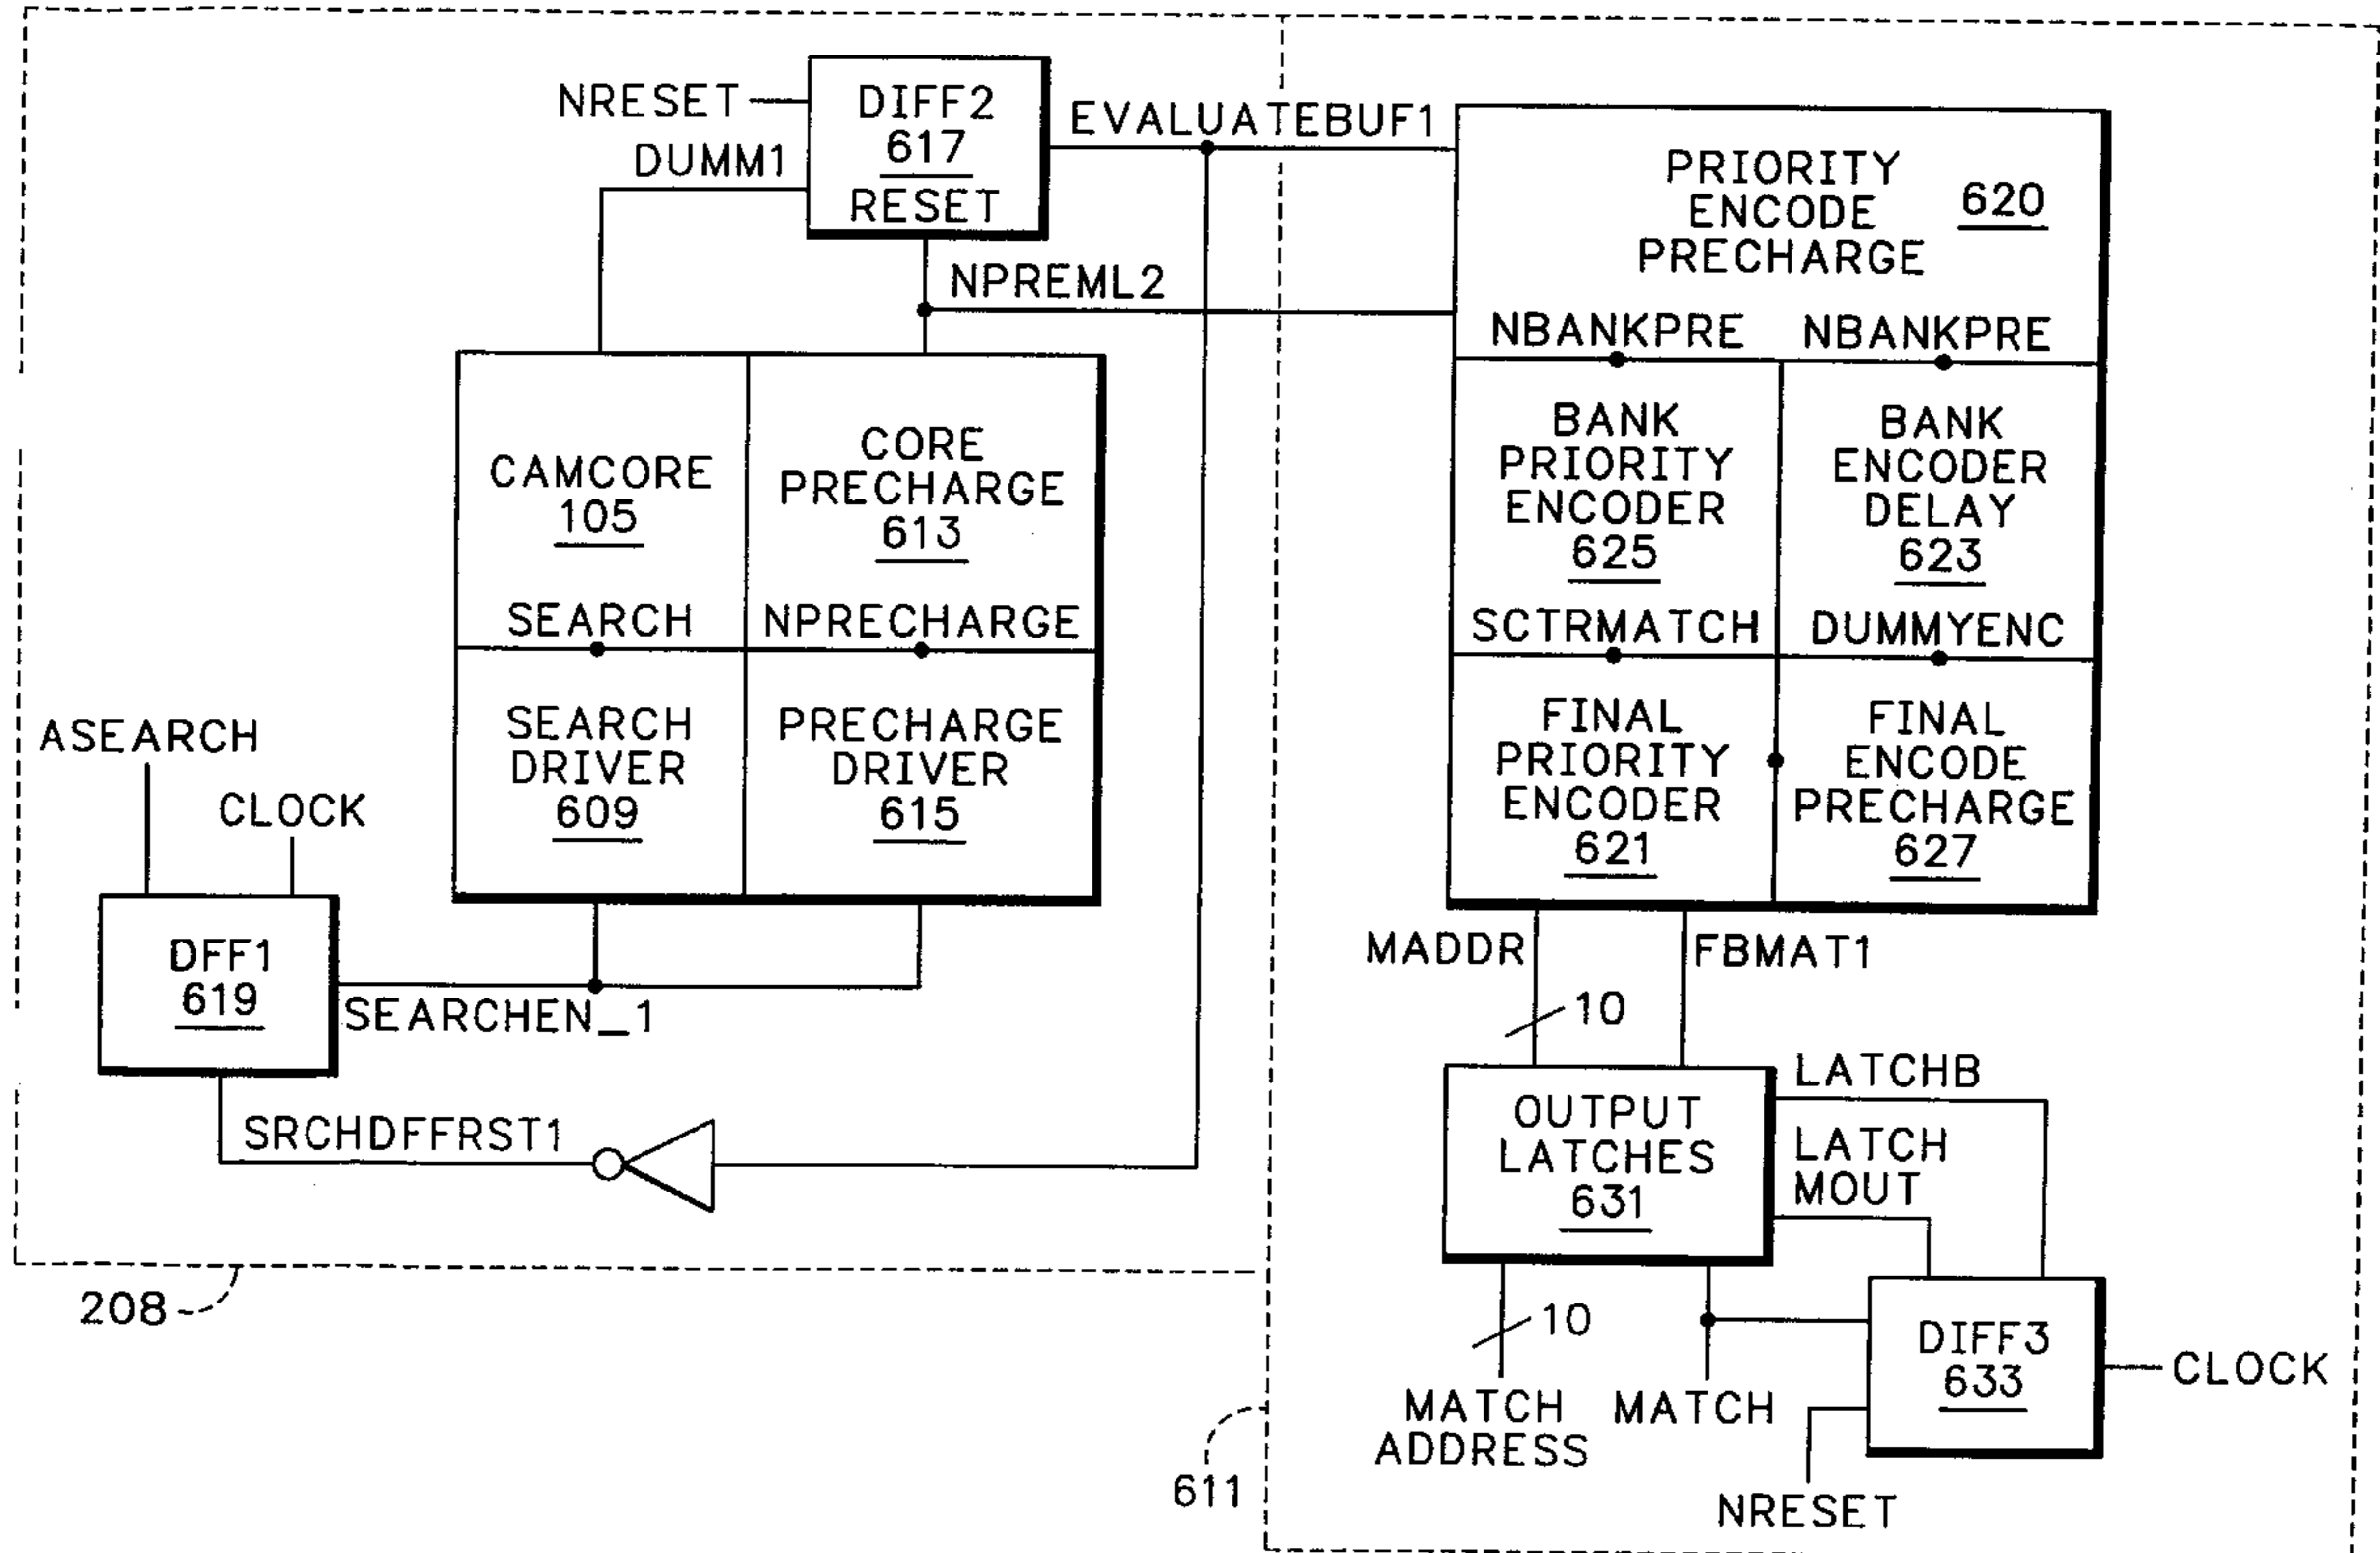 NRESET
DIFF2
617
RESET
DUMM1
EVALUATEBUF1
NPREML2
PRIORITY
ENCODE
PRECHARGE
620
NBANKPRE
NBANKPRE
CAMCORE
105
CORE
PRECHARGE
613
BANK
PRIORITY
ENCODER
625
BANK
ENCODER
DELAY
623
SEARCH
NPRECHARGE
SCTRMATCH
DUMMYENC
SEARCH
DRIVER
609
PRECHARGE
DRIVER
615
FINAL
PRIORITY
ENCODER
621
FINAL
ENCODE
PRECHARGE
627
ASEARCH
CLOCK
DFF1
619
SEARCHEN_1
SRCHDFFRST1
MADDR
FBMAT1
10
OUTPUT
LATCHES
631
LATCHB
LATCH
MOUT
10
DIFF3
633
CLOCK
MATCH
ADDRESS
MATCH
NRESET
208
611